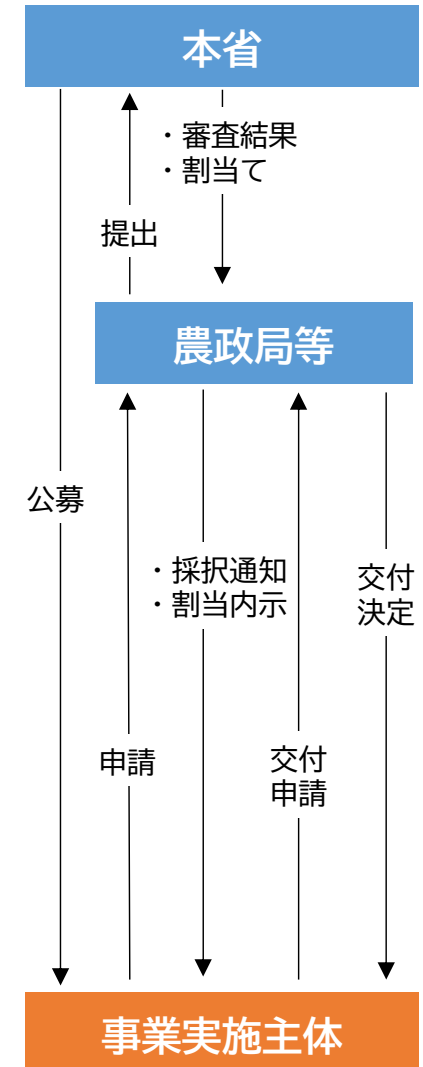 本省
・審査結果
・割当て
提出
農政局等
公募
・採択通知
・割当内示
交付
決定
申請
交付
申請
事業実施主体